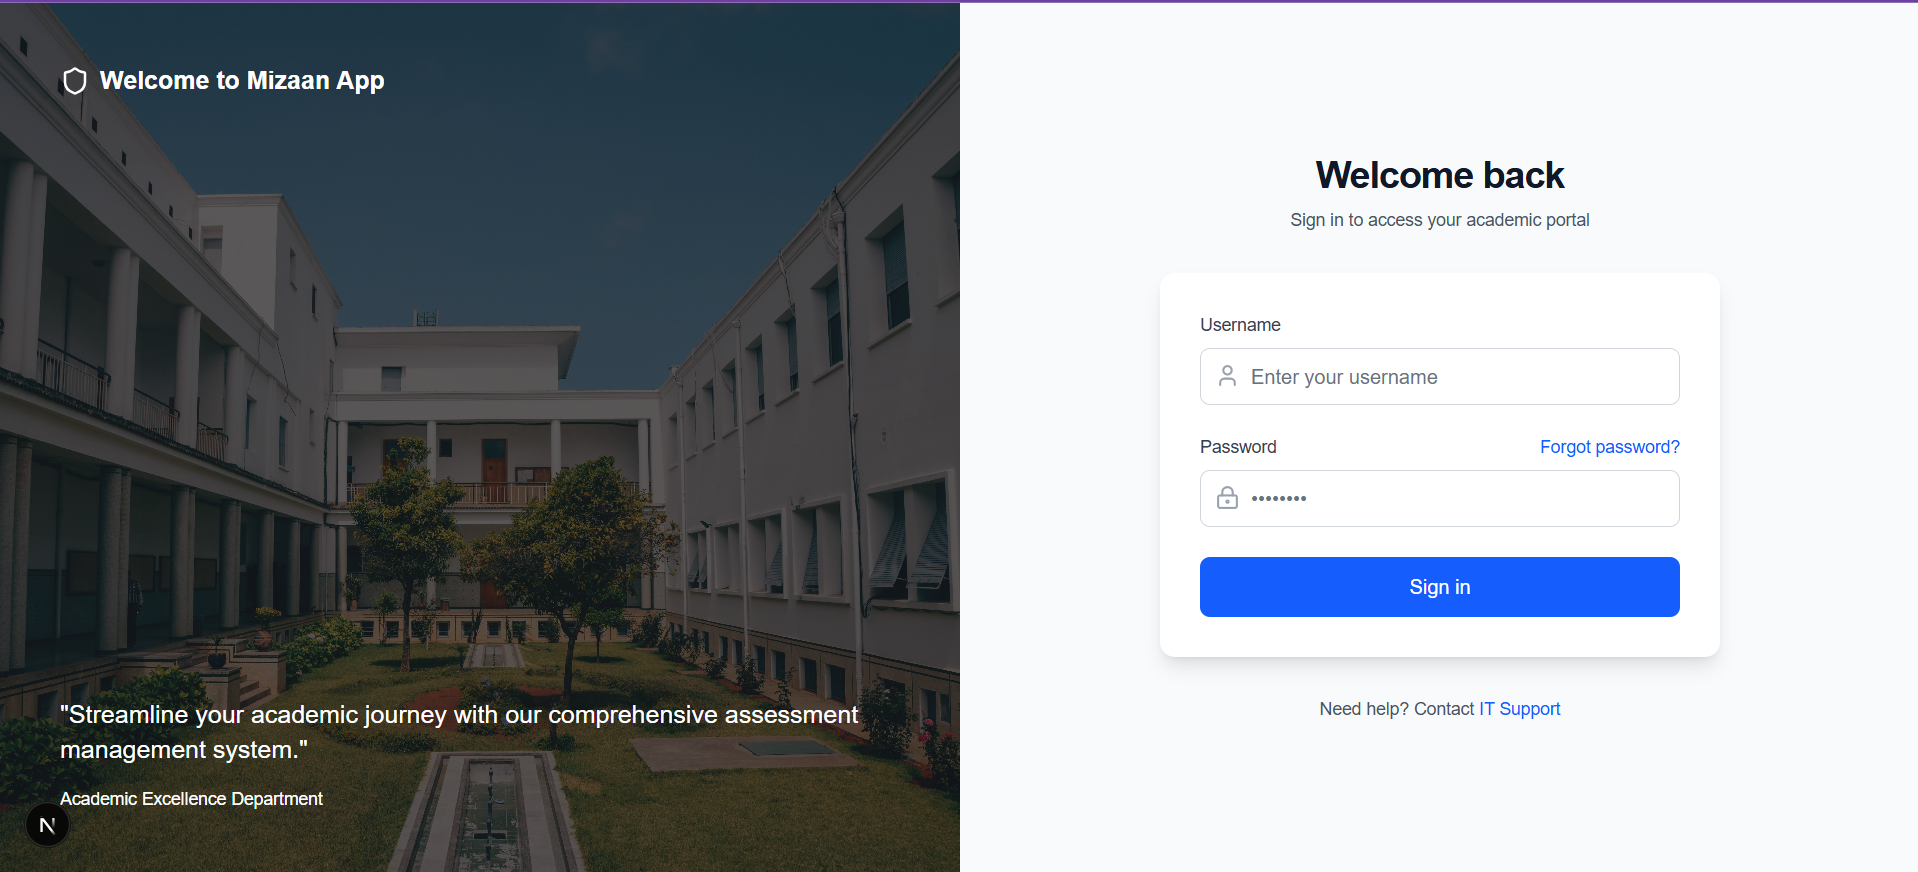 Welcome to Mizaan App
"Streamline your academic journey with our comprehensive assessment
management system."
Academic Excellence Department
N
Welcome back
Sign in to access your academic portal
Username
Enter your username
Password
Forgot password?
••••••••
Sign in
Need help? Contact IT Support